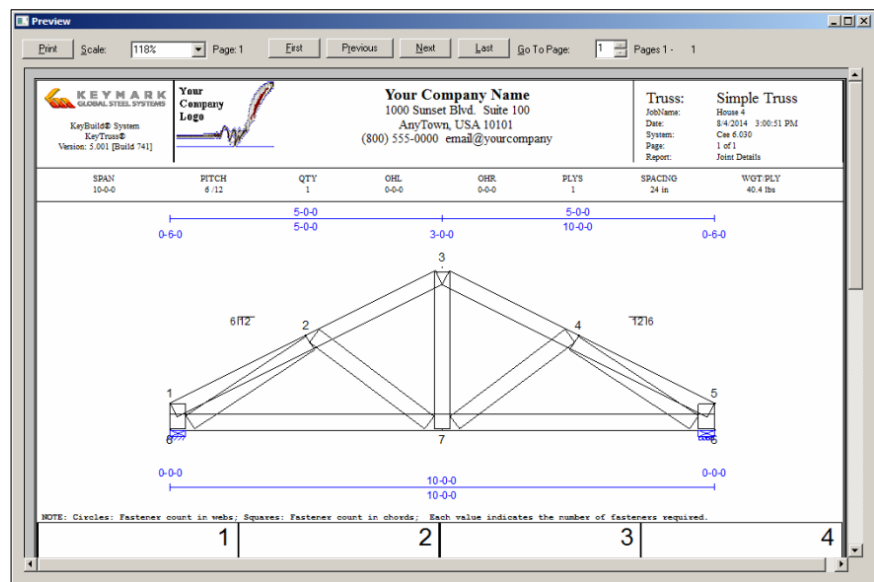 Preview
Print Scale: 118% Page: 1 First Previous Next Last Go To Page: 1 Pages 1 - 1
KEYMARK
GLOBAL STEEL SYSTEMS
KeyBuild® System
KeyTruss®
Version: 5.001 [Build 741]
Your
Company
Logo
Your Company Name
1000 Sunset Blvd. Suite 100
AnyTown, USA 10101
(800) 555-0000 email@yourcompany
Truss: Simple Truss
JobName: House 4
Date: 8/4/2014 3:00:51 PM
System: Cee 6.030
Page: 1 of 1
Report: Joint Details
SPAN PITCH QTY OHL OHR PLYS SPACING WGT/PLY
10-0-0 6 /12 1 0-0-0 0-0-0 1 24 in 40.4 lbs
5-0-0 5-0-0
0-6-0 5-0-0 3-0-0 10-0-0 0-6-0
3
6 12 2 4 12 6
1 5
7 6
0-0-0 10-0-0 0-0-0
10-0-0
NOTE: Circles: Fastener count in webs; Squares: Fastener count in chords; Each value indicates the number of fasteners required.
1 2 3 4